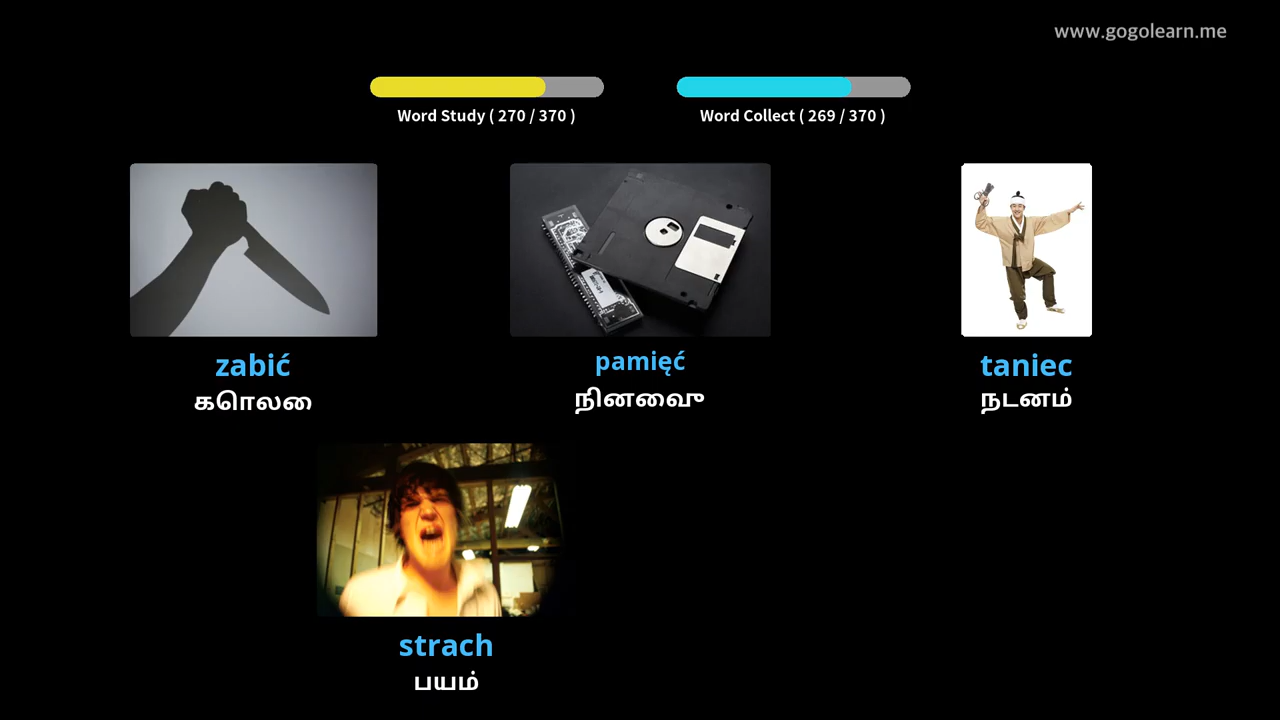 www.gogolearn.me
Word Study ( 270 / 370 )
Word Collect ( 269 / 370 )
zabić
கொலை
pamięć
நினைவு
taniec
நடனம்
strach
பயம்